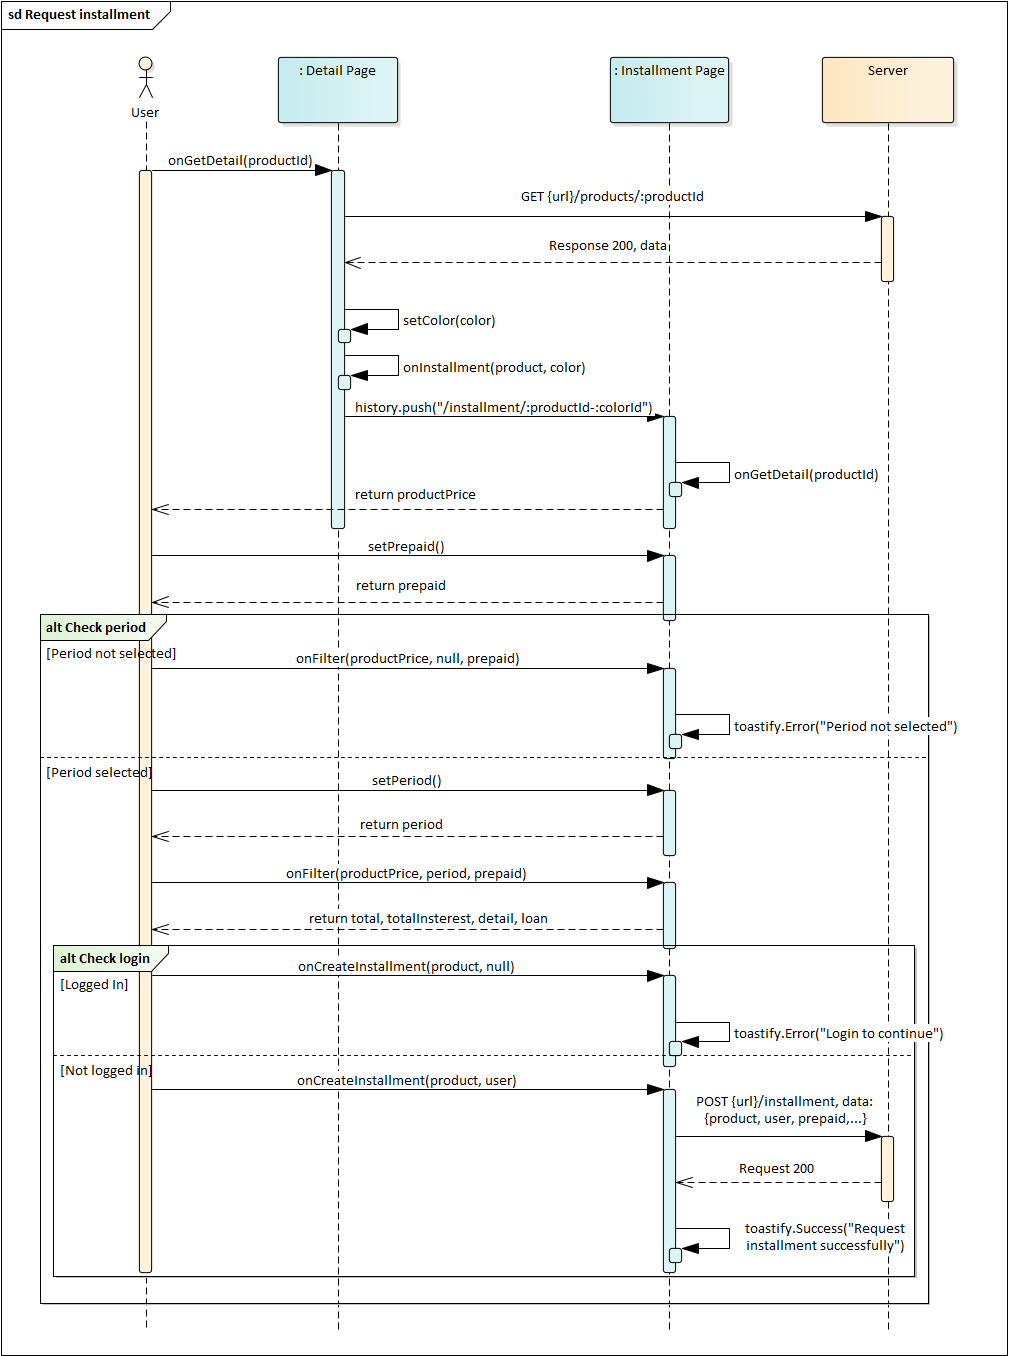 sd Request installment
: Detail Page
: Installment Page
Server
User
onGetDetail(productId)
GET {url}/products/:productId
Response 200, data
setColor(color)
onInstallment(product, color)
history.push("/installment/:productId-:colorId")
onGetDetail(productId)
return productPrice
setPrepaid()
return prepaid
alt Check period
[Period not selected]
onFilter(productPrice, null, prepaid)
toastify.Error("Period not selected")
[Period selected]
setPeriod()
return period
onFilter(productPrice, period, prepaid)
return total, totalInsterest, detail, loan
alt Check login
onCreateInstallment(product, null)
[Logged In]
toastify.Error("Login to continue")
[Not logged in]
onCreateInstallment(product, user)
POST {url}/installment, data:
{product, user, prepaid,...}
Request 200
toastify.Success("Request
installment successfully")